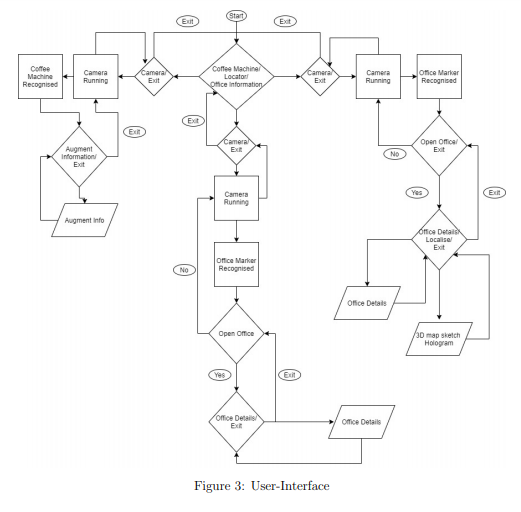 Start
Exit
Exit
Coffee
Machine
Recognised
Camera
Running
Camera/
Exit
Coffee Machine/
Locator/
Office Information
Camera/
Exit
Camera
Running
Office Marker
Recognised
Exit
Exit
Augment
Information/
Exit
Camera/
Exit
Open Office/
Exit
No
Camera
Running
Yes
Exit
Augment Info
Office Details/
Localise/
Exit
No
Office Marker
Recognised
Office Details
3D map sketch
Hologram
Open Office
Yes
Exit
Office Details/
Exit
Office Details
Figure 3: User-Interface